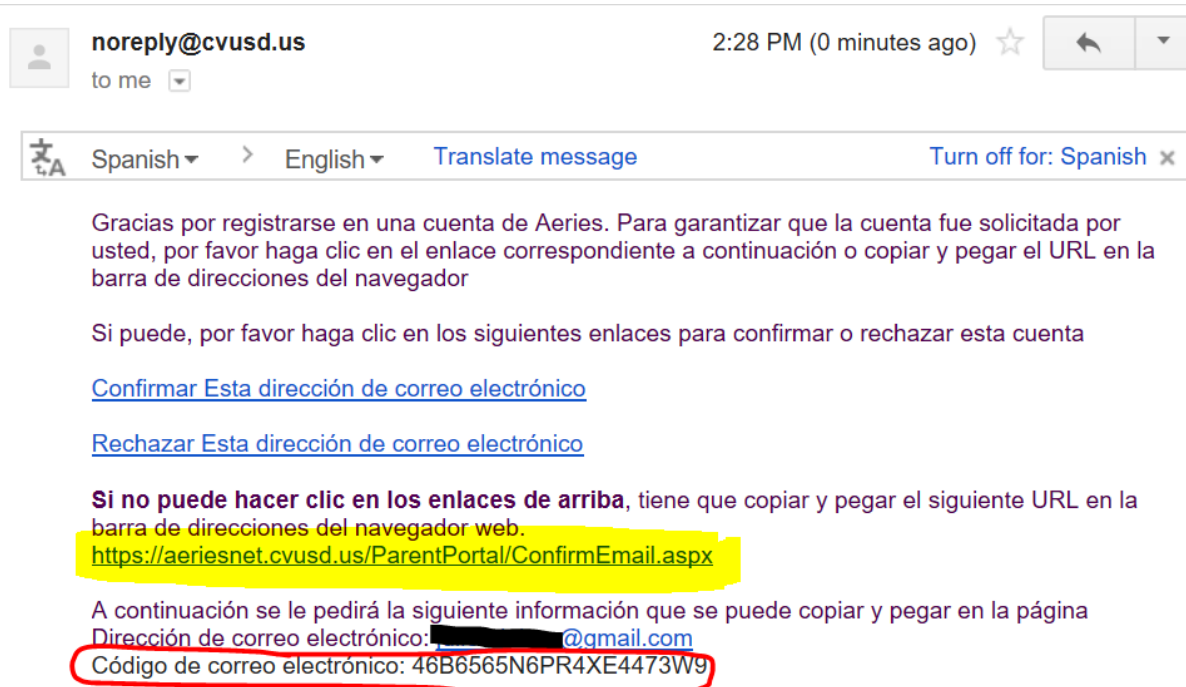 noreply@cvusd.us 2:28 PM (0 minutes ago)
to me
Spanish English Translate message Turn off for: Spanish
Gracias por registrarse en una cuenta de Aeries. Para garantizar que la cuenta fue solicitada por
usted, por favor haga clic en el enlace correspondiente a continuación o copiar y pegar el URL en la
barra de direcciones del navegador
Si puede, por favor haga clic en los siguientes enlaces para confirmar o rechazar esta cuenta
Confirmar Esta dirección de correo electrónico
Rechazar Esta dirección de correo electrónico
Si no puede hacer clic en los enlaces de arriba, tiene que copiar y pegar el siguiente URL en la
barra de direcciones del navegador web.
https://aeriesnet.cvusd.us/ParentPortal/ConfirmEmail.aspx
A continuación se le pedirá la siguiente información que se puede copiar y pegar en la página
Dirección de correo electrónico: @gmail.com
Código de correo electrónico: 46B6565N6PR4XE4473W9